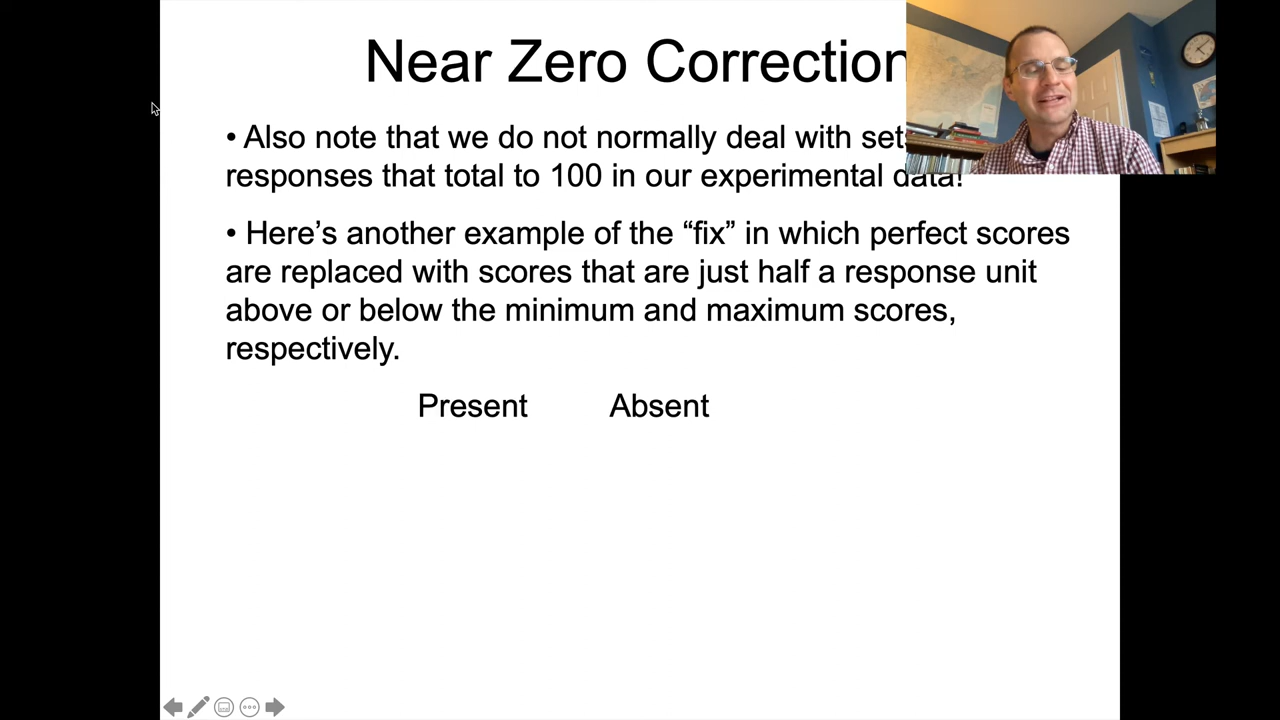 Near Zero Correction
• Also note that we do not normally deal with sets
responses that total to 100 in our experimental data!
• Here’s another example of the “fix” in which perfect scores
are replaced with scores that are just half a response unit
above or below the minimum and maximum scores,
respectively.
Present Absent